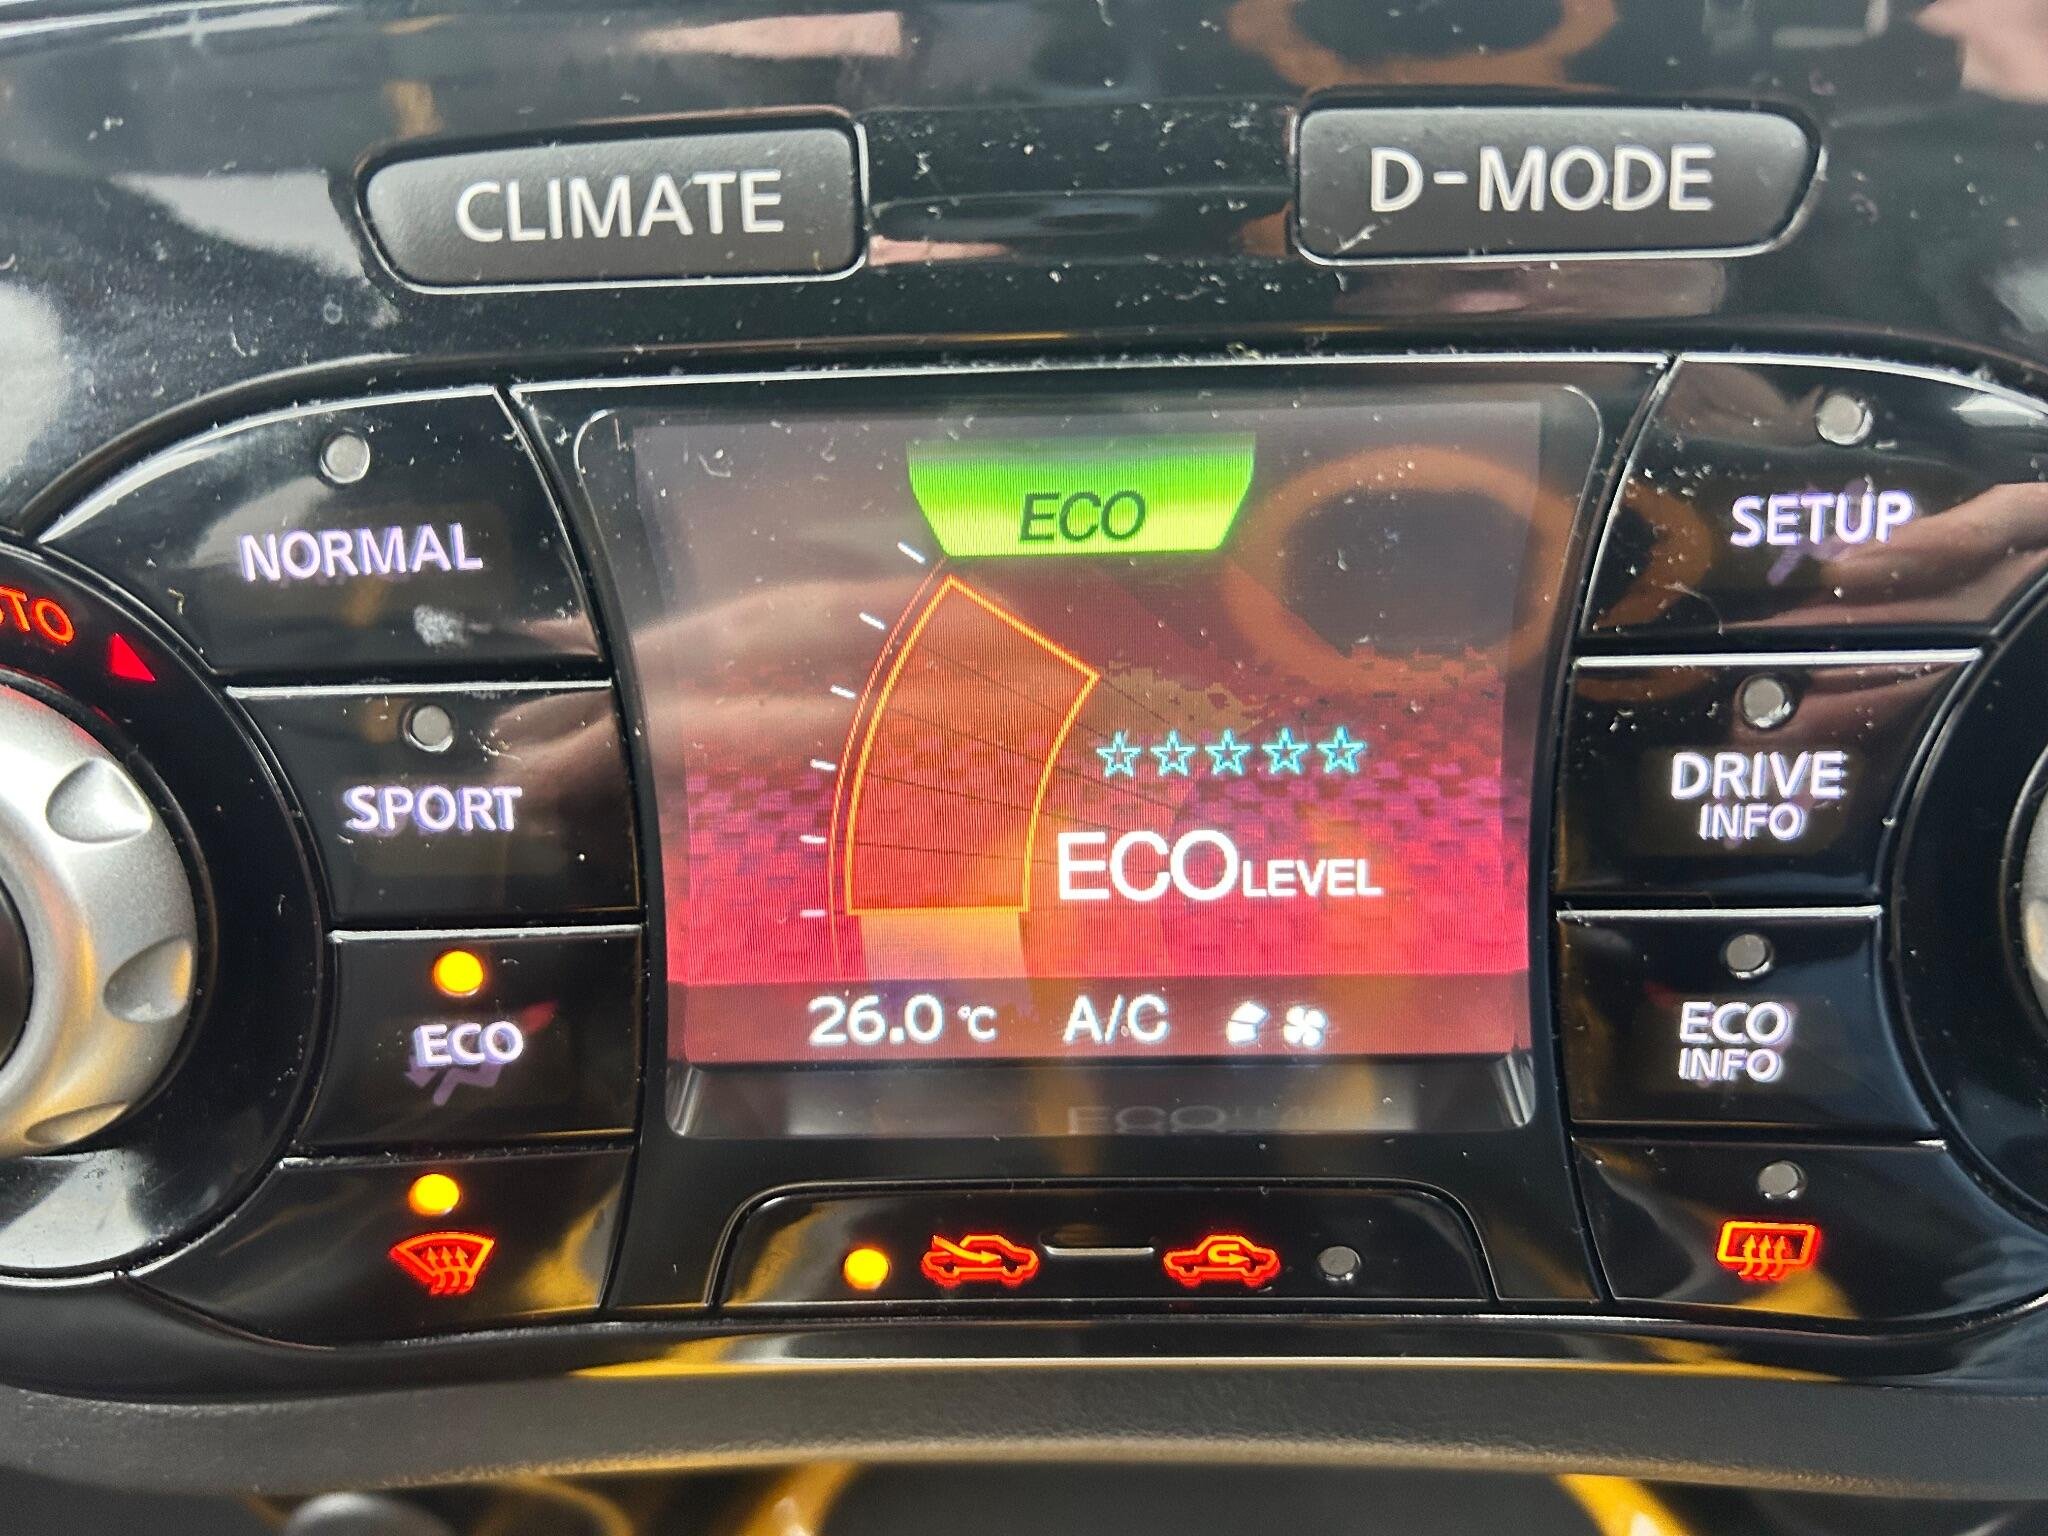 CLIMATE
D-MODE
NORMAL
ECO
SETUP
SPORT
DRIVE
INFO
ECO LEVEL
ECO
26.0 °C A/C
ECO
INFO